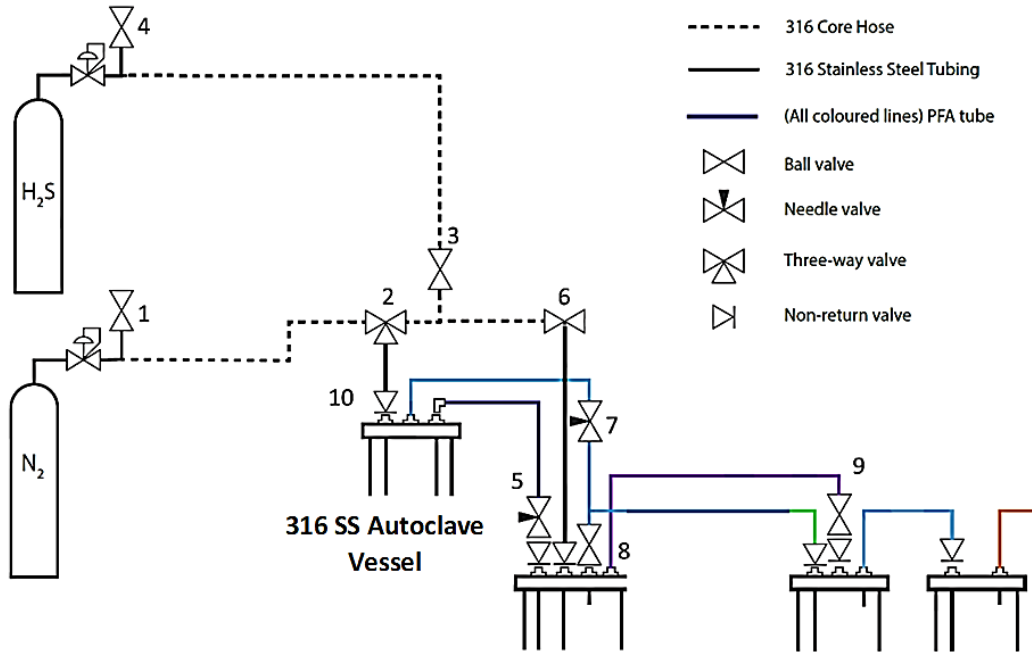 4
316 Core Hose
316 Stainless Steel Tubing
(All coloured lines) PFA tube
H₂S
Ball valve
Needle valve
3
Three-way valve
2
6
1
Non-return valve
10
7
N₂
5
9
316 SS Autoclave
Vessel
8